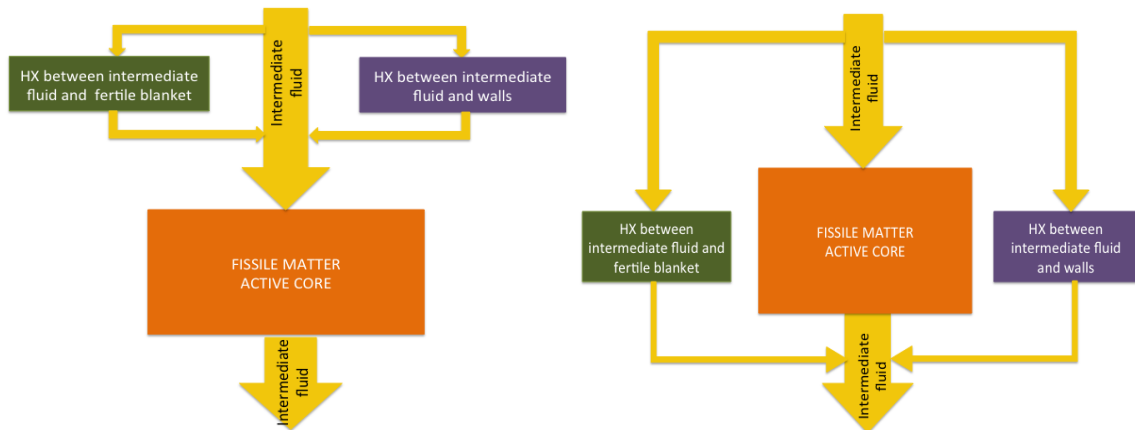 Intermediate
fluid
HX between intermediate
fluid and  fertile blanket
HX between intermediate
fluid and walls
FISSILE MATTER
ACTIVE CORE
Intermediate
fluid
Intermediate
fluid
HX between
intermediate fluid and
fertile blanket
FISSILE MATTER
ACTIVE CORE
HX between
intermediate fluid
and walls
Intermediate
fluid